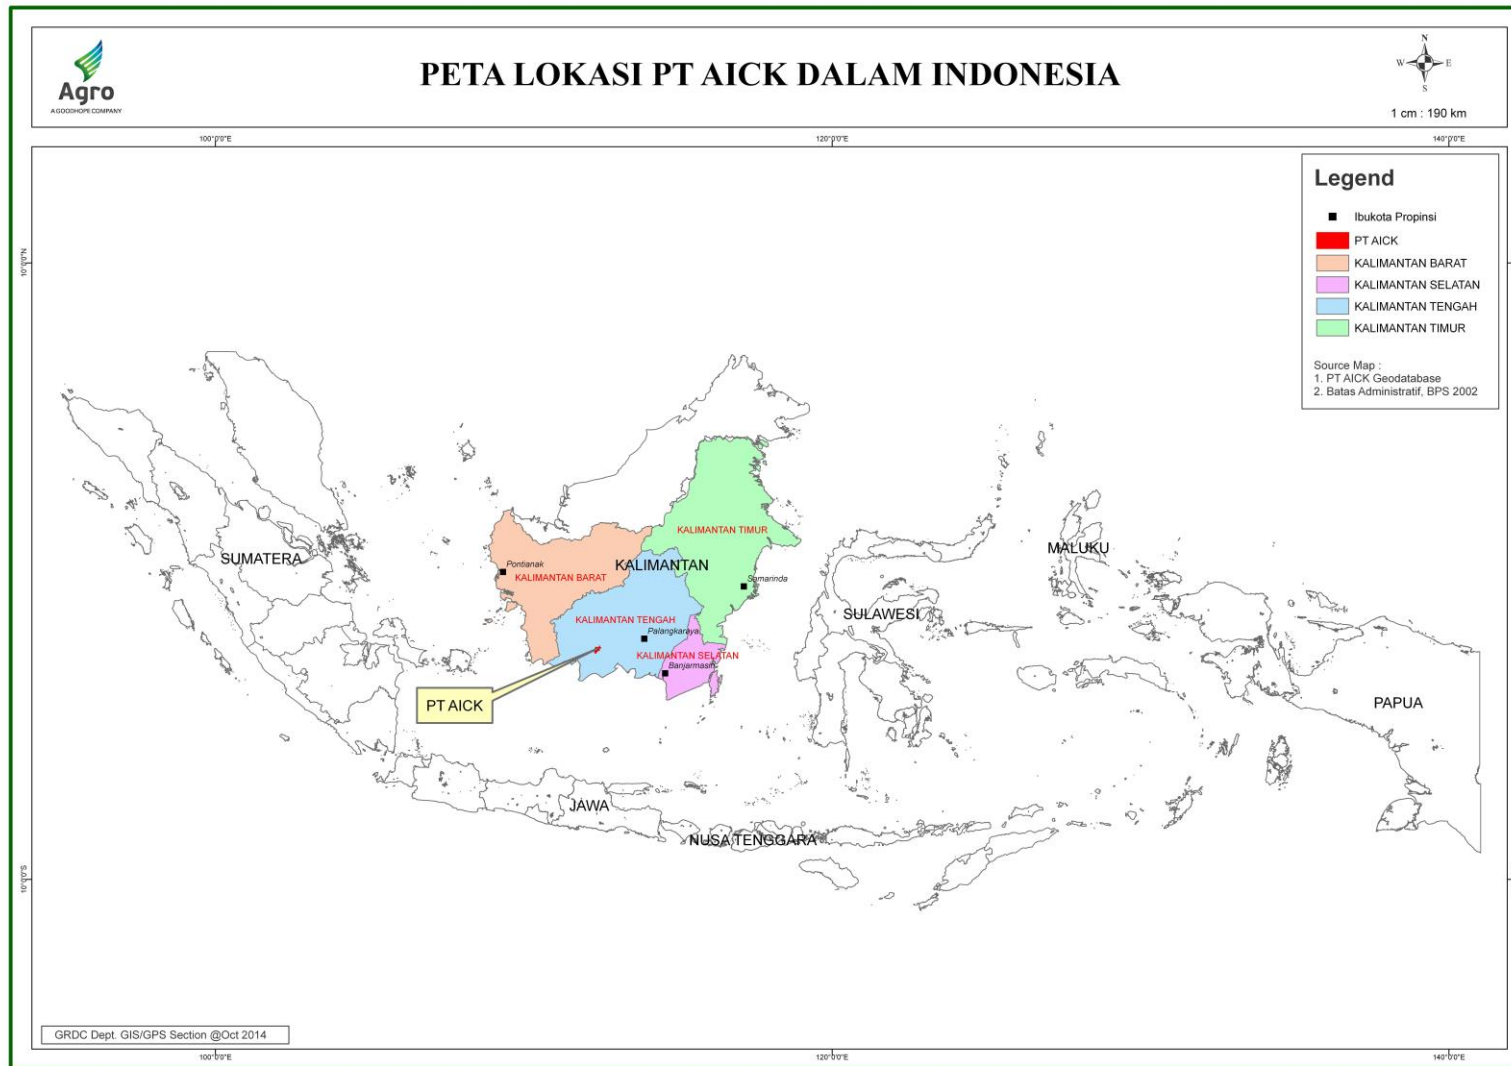 Agro
A GOODHOPE COMPANY
PETA LOKASI PT AICK DALAM INDONESIA
N
W E
S
1 cm : 190 km
100°0'0"E 120°0'0"E 140°0'0"E
10°0'0"N
10°0'0"S
Legend
Ibukota Propinsi
PT AICK
KALIMANTAN BARAT
KALIMANTAN SELATAN
KALIMANTAN TENGAH
KALIMANTAN TIMUR
Source Map :
1. PT AICK Geodatabase
2. Batas Administratif, BPS 2002
KALIMANTAN TIMUR
MALUKU
SUMATERA
KALIMANTAN
Pontianak
KALIMANTAN BARAT
Samarinda
SULAWESI
KALIMANTAN TENGAH
Palangkaraya
KALIMANTAN SELATAN
Banjarmasin
PT AICK
PAPUA
JAWA
NUSA TENGGARA
GRDC Dept. GIS/GPS Section @Oct 2014
100°0'0"E 120°0'0"E 140°0'0"E